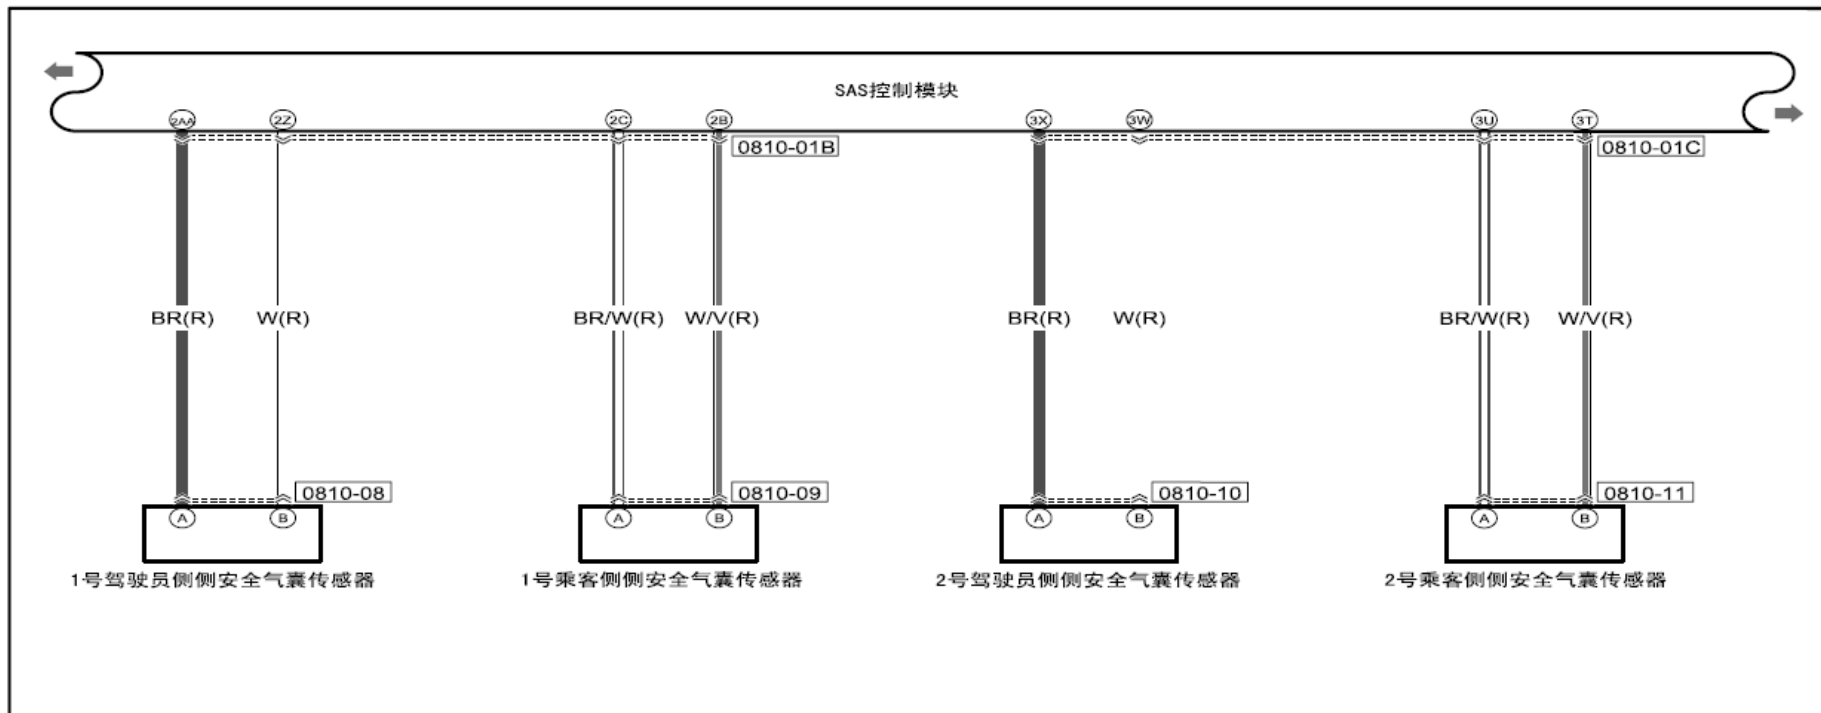 SAS控制模块
2AA 2Z 2C 2B 3X 3W 3U 3T
0810-01B 0810-01C
BR(R) W(R) BR/W(R) W/V(R) BR(R) W(R) BR/W(R) W/V(R)
0810-08 0810-09 0810-10 0810-11
A B A B A B A B
1号驾驶员侧侧安全气囊传感器 1号乘客侧侧安全气囊传感器 2号驾驶员侧侧安全气囊传感器 2号乘客侧侧安全气囊传感器